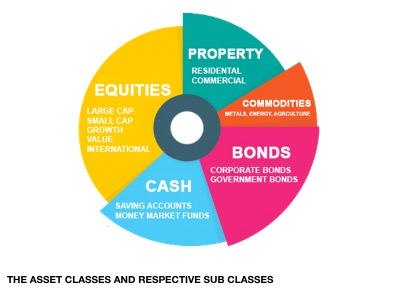 PROPERTY
RESIDENTAL
COMMERCIAL
EQUITIES
LARGE CAP
SMALL CAP
GROWTH
VALUE
INTERNATIONAL
COMMODITIES
METALS, ENERGY, AGRCULTURE
BONDS
CORPORATE BONDS
GOVERNMENT BONDS
CASH
SAVING ACCOUNTS
MONEY MARKET FUNDS
THE ASSET CLASSES AND RESPECTIVE SUB CLASSES